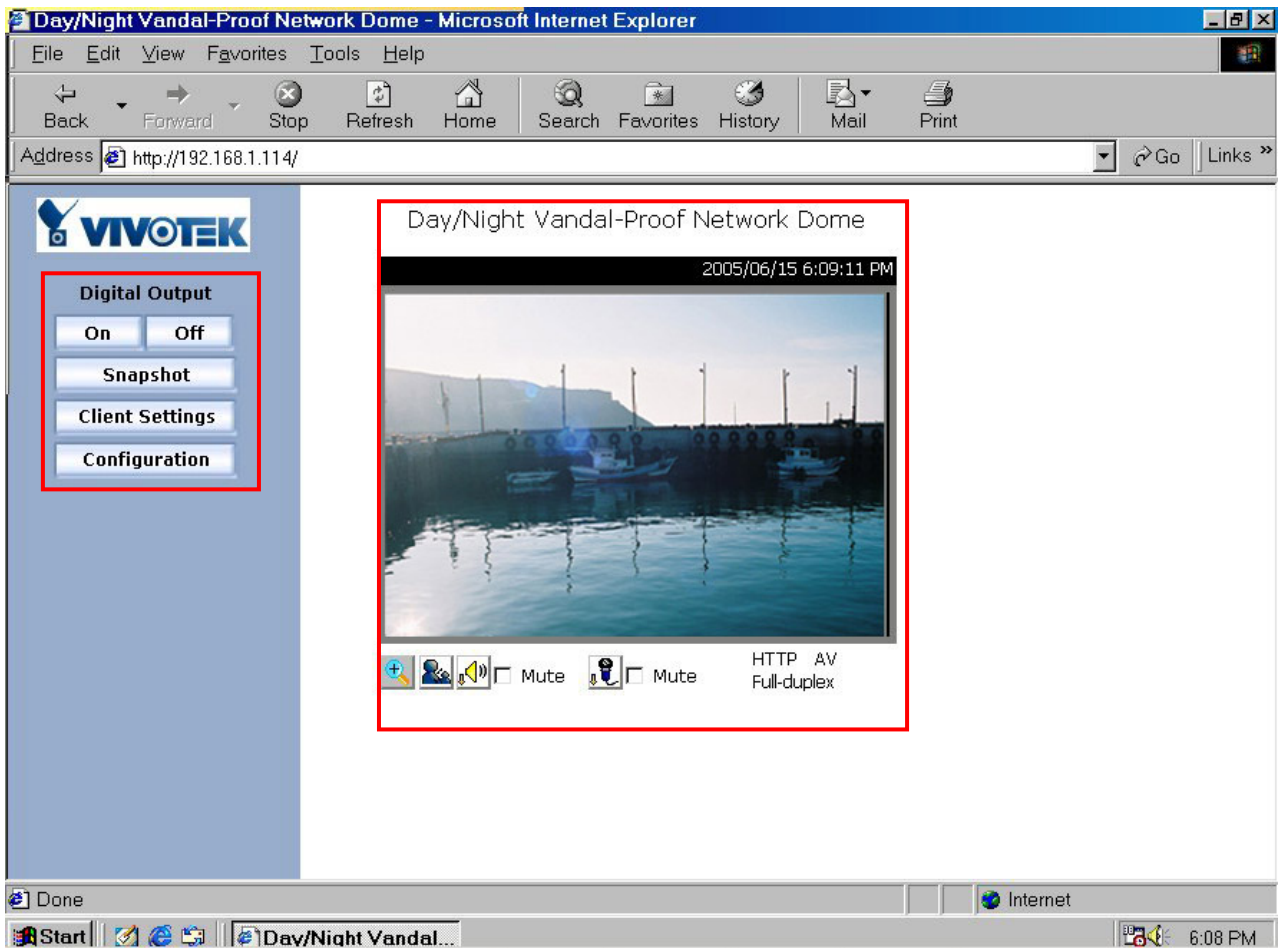 Day/Night Vandal-Proof Network Dome - Microsoft Internet Explorer
File Edit View Favorites Tools Help
Back Forward Stop Refresh Home Search Favorites History Mail Print
Address http://192.168.1.114/ Go Links »
VIVOTEK
Day/Night Vandal-Proof Network Dome
2005/06/15 6:09:11 PM
Digital Output
On Off
Snapshot
Client Settings
Configuration
Mute Mute HTTP AV
Full-duplex
Done Internet
Start Day/Night Vandal... 6:08 PM